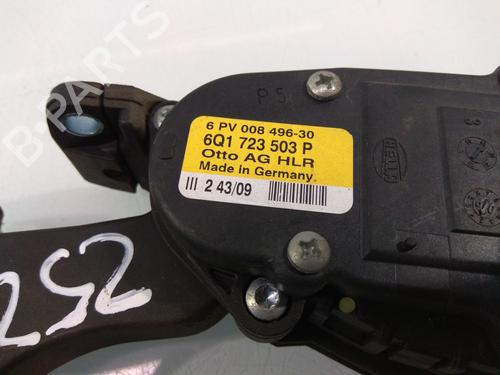 B-PARTS
P 5
6 PV 008 496-30
6Q1 723 503 P
Otto AG HLR
Made in Germany
III 2 43/09
252